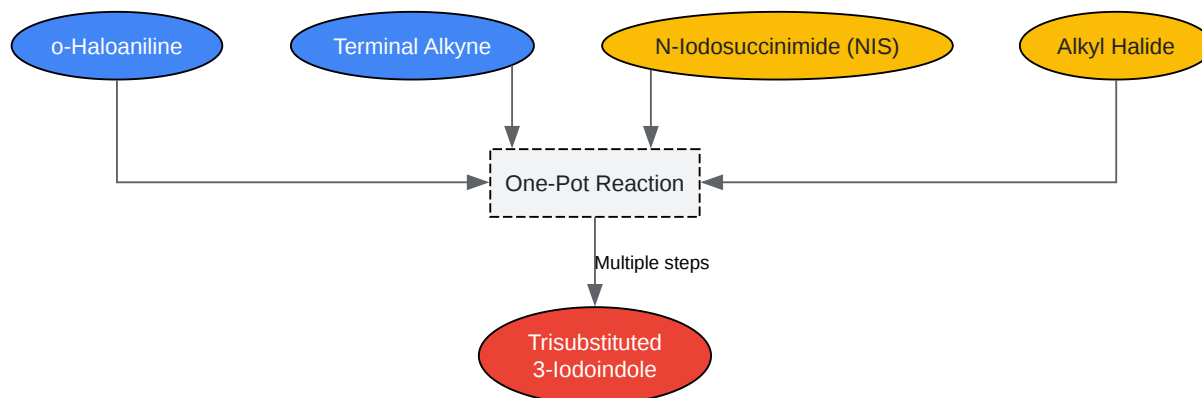 o-Haloaniline
Terminal Alkyne
N-Iodosuccinimide (NIS)
Alkyl Halide
One-Pot Reaction
Multiple steps
Trisubstituted
3-Iodoindole